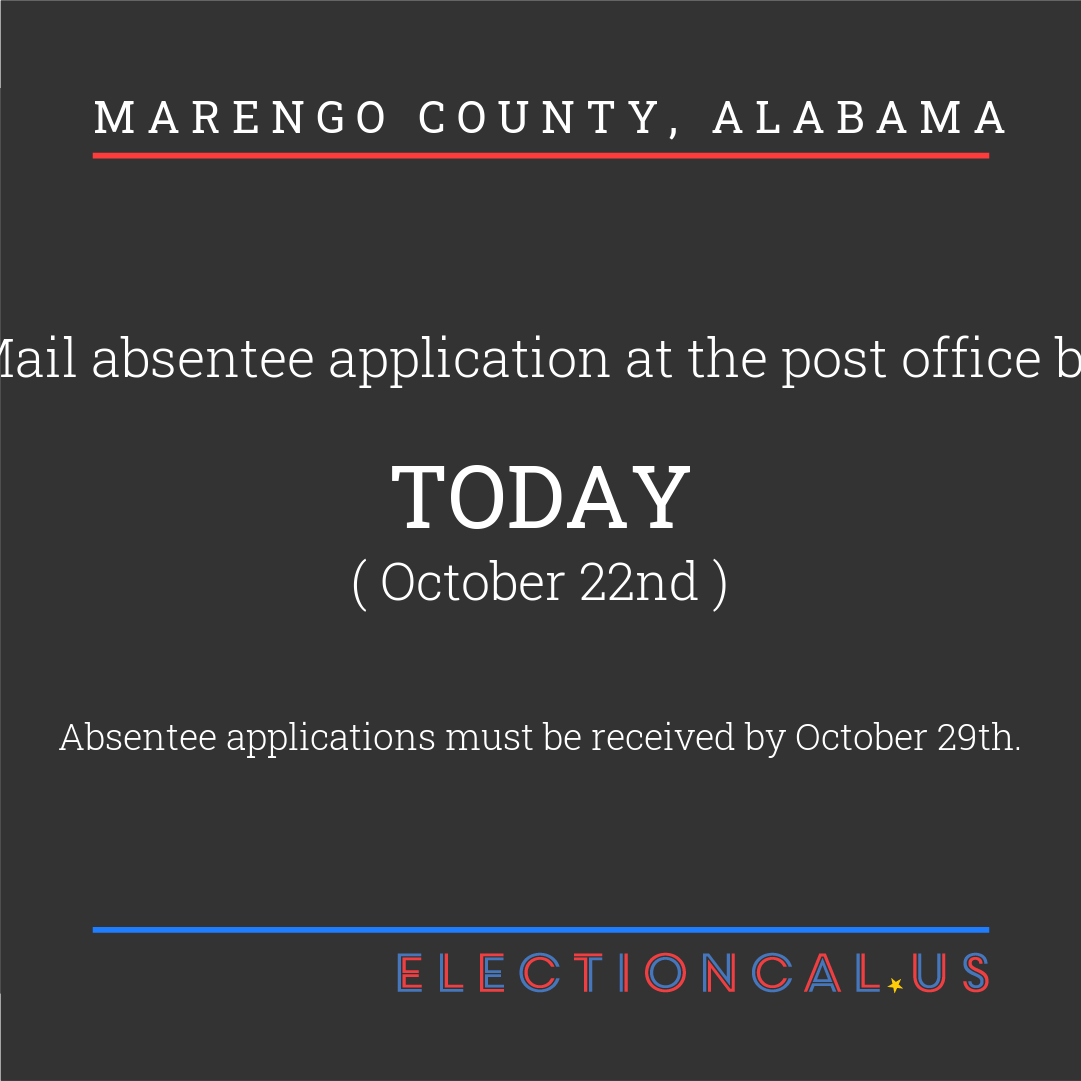 MARENGO COUNTY, ALABAMA
Mail absentee application at the post office b
TODAY
( October 22nd )
Absentee applications must be received by October 29th.
ELECTIONCAL.US